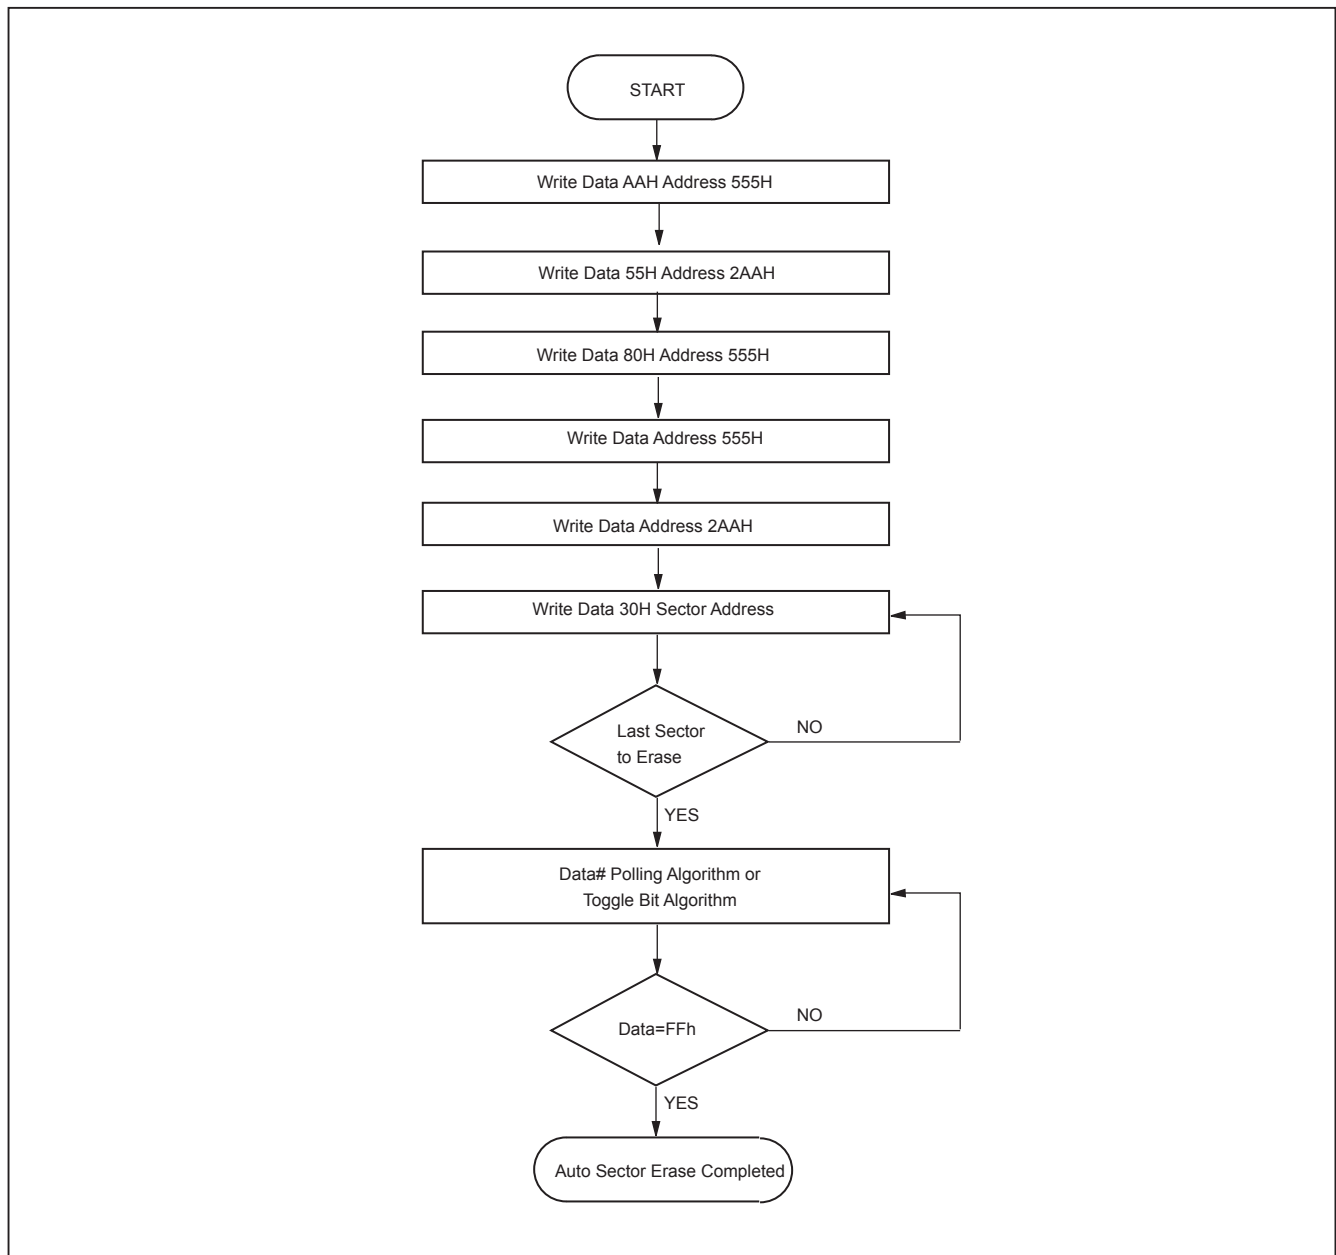 START
Write Data AAH Address 555H
Write Data 55H Address 2AAH
Write Data 80H Address 555H
Write Data Address 555H
Write Data Address 2AAH
Write Data 30H Sector Address
Last Sector
to Erase
NO
YES
Data# Polling Algorithm or
Toggle Bit Algorithm
Data=FFh
NO
YES
Auto Sector Erase Completed